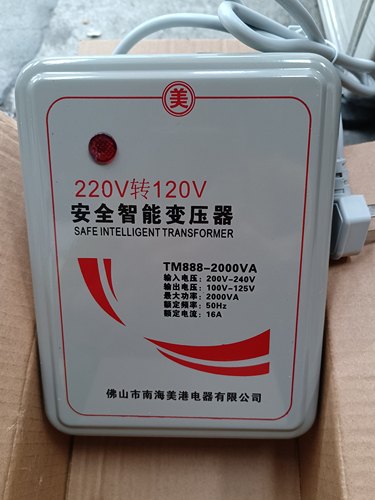 美
220V转120V
安全智能变压器
SAFE INTELLIGENT TRANSFORMER
TM888-2000VA
输入电压：200V-240V
输出电压：100V-125V
最大功率：2000VA
额定频率：50Hz
额定电流：16A
佛山市南海美港电器有限公司